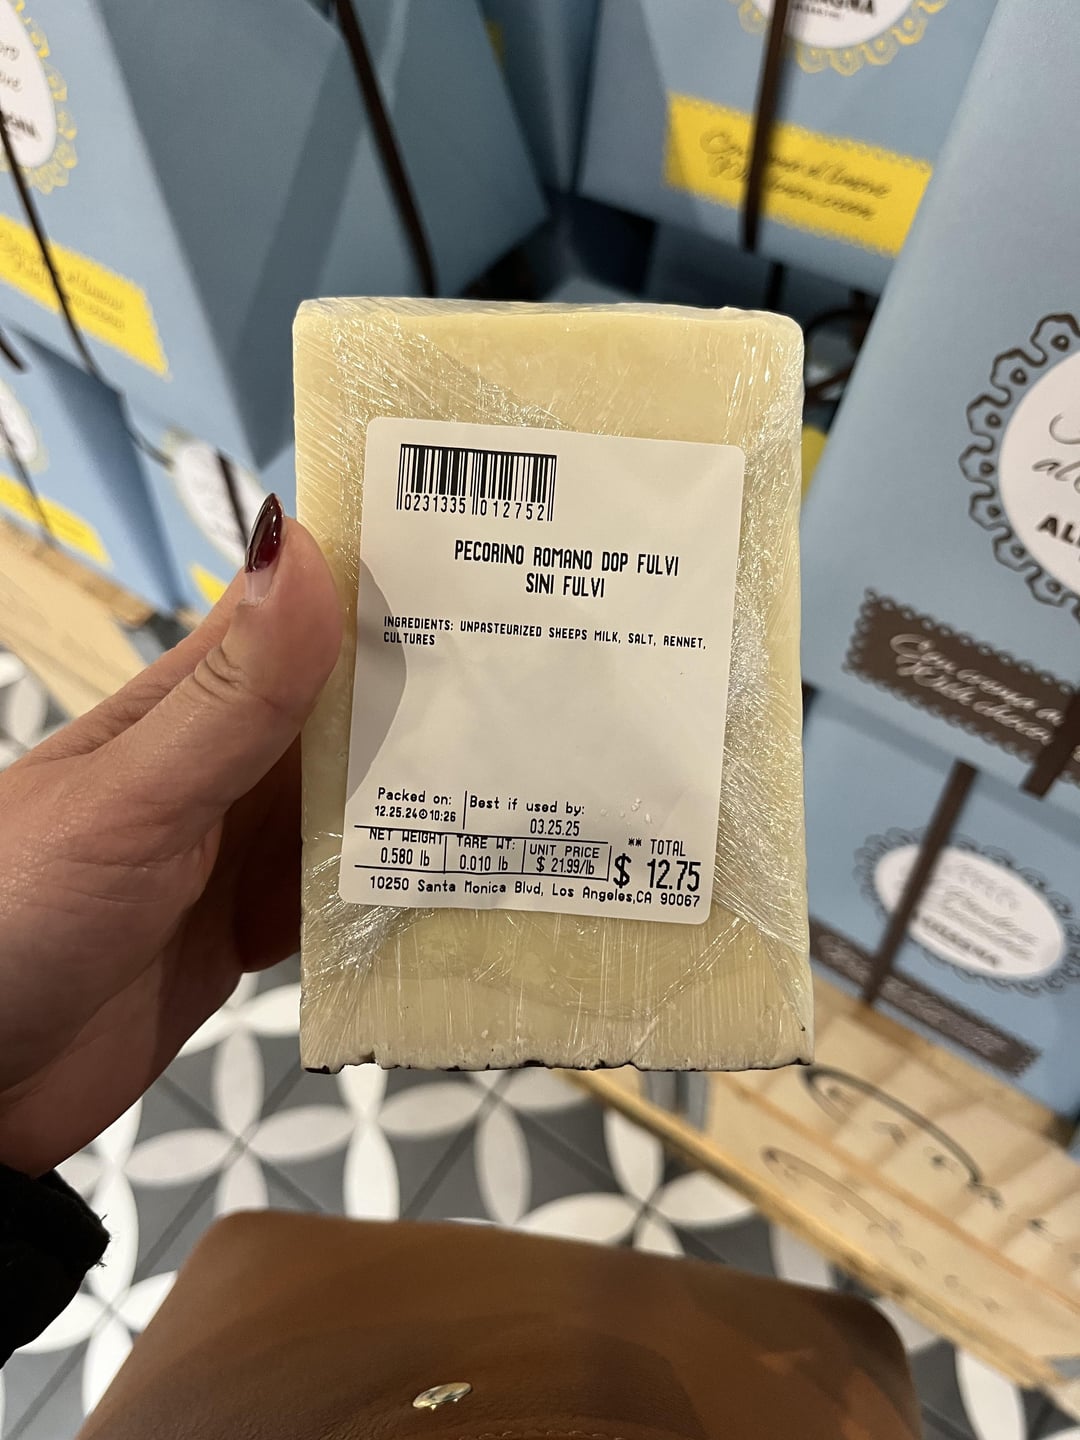 0231335 012752
PECORINO ROMANO DOP FULVI
SINI FULVI
INGREDIENTS: UNPASTEURIZED SHEEPS MILK, SALT, RENNET,
CULTURES
Packed on:
12.25.24 10:26
Best if used by:
03.25.25
NET WEIGHT
0.580 lb
TARE WT:
0.010 lb
UNIT PRICE
$ 21.99/lb
** TOTAL
$ 12.75
10250 Santa Monica Blvd, Los Angeles,CA 90067